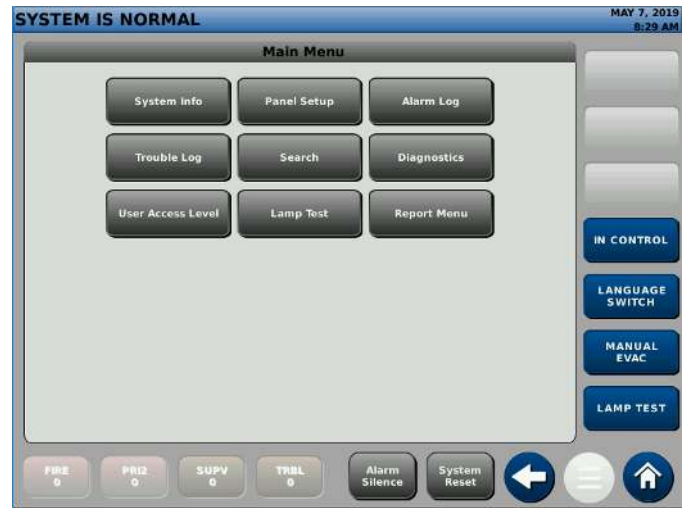 SYSTEM IS NORMAL
MAY 7, 2019
8:29 AM
Main Menu
System Info
Panel Setup
Alarm Log
Trouble Log
Search
Diagnostics
User Access Level
Lamp Test
Report Menu
IN CONTROL
LANGUAGE
SWITCH
MANUAL
EVAC
LAMP TEST
FIRE
0
PRI2
0
SUPV
0
TRBL
0
Alarm
Silence
System
Reset